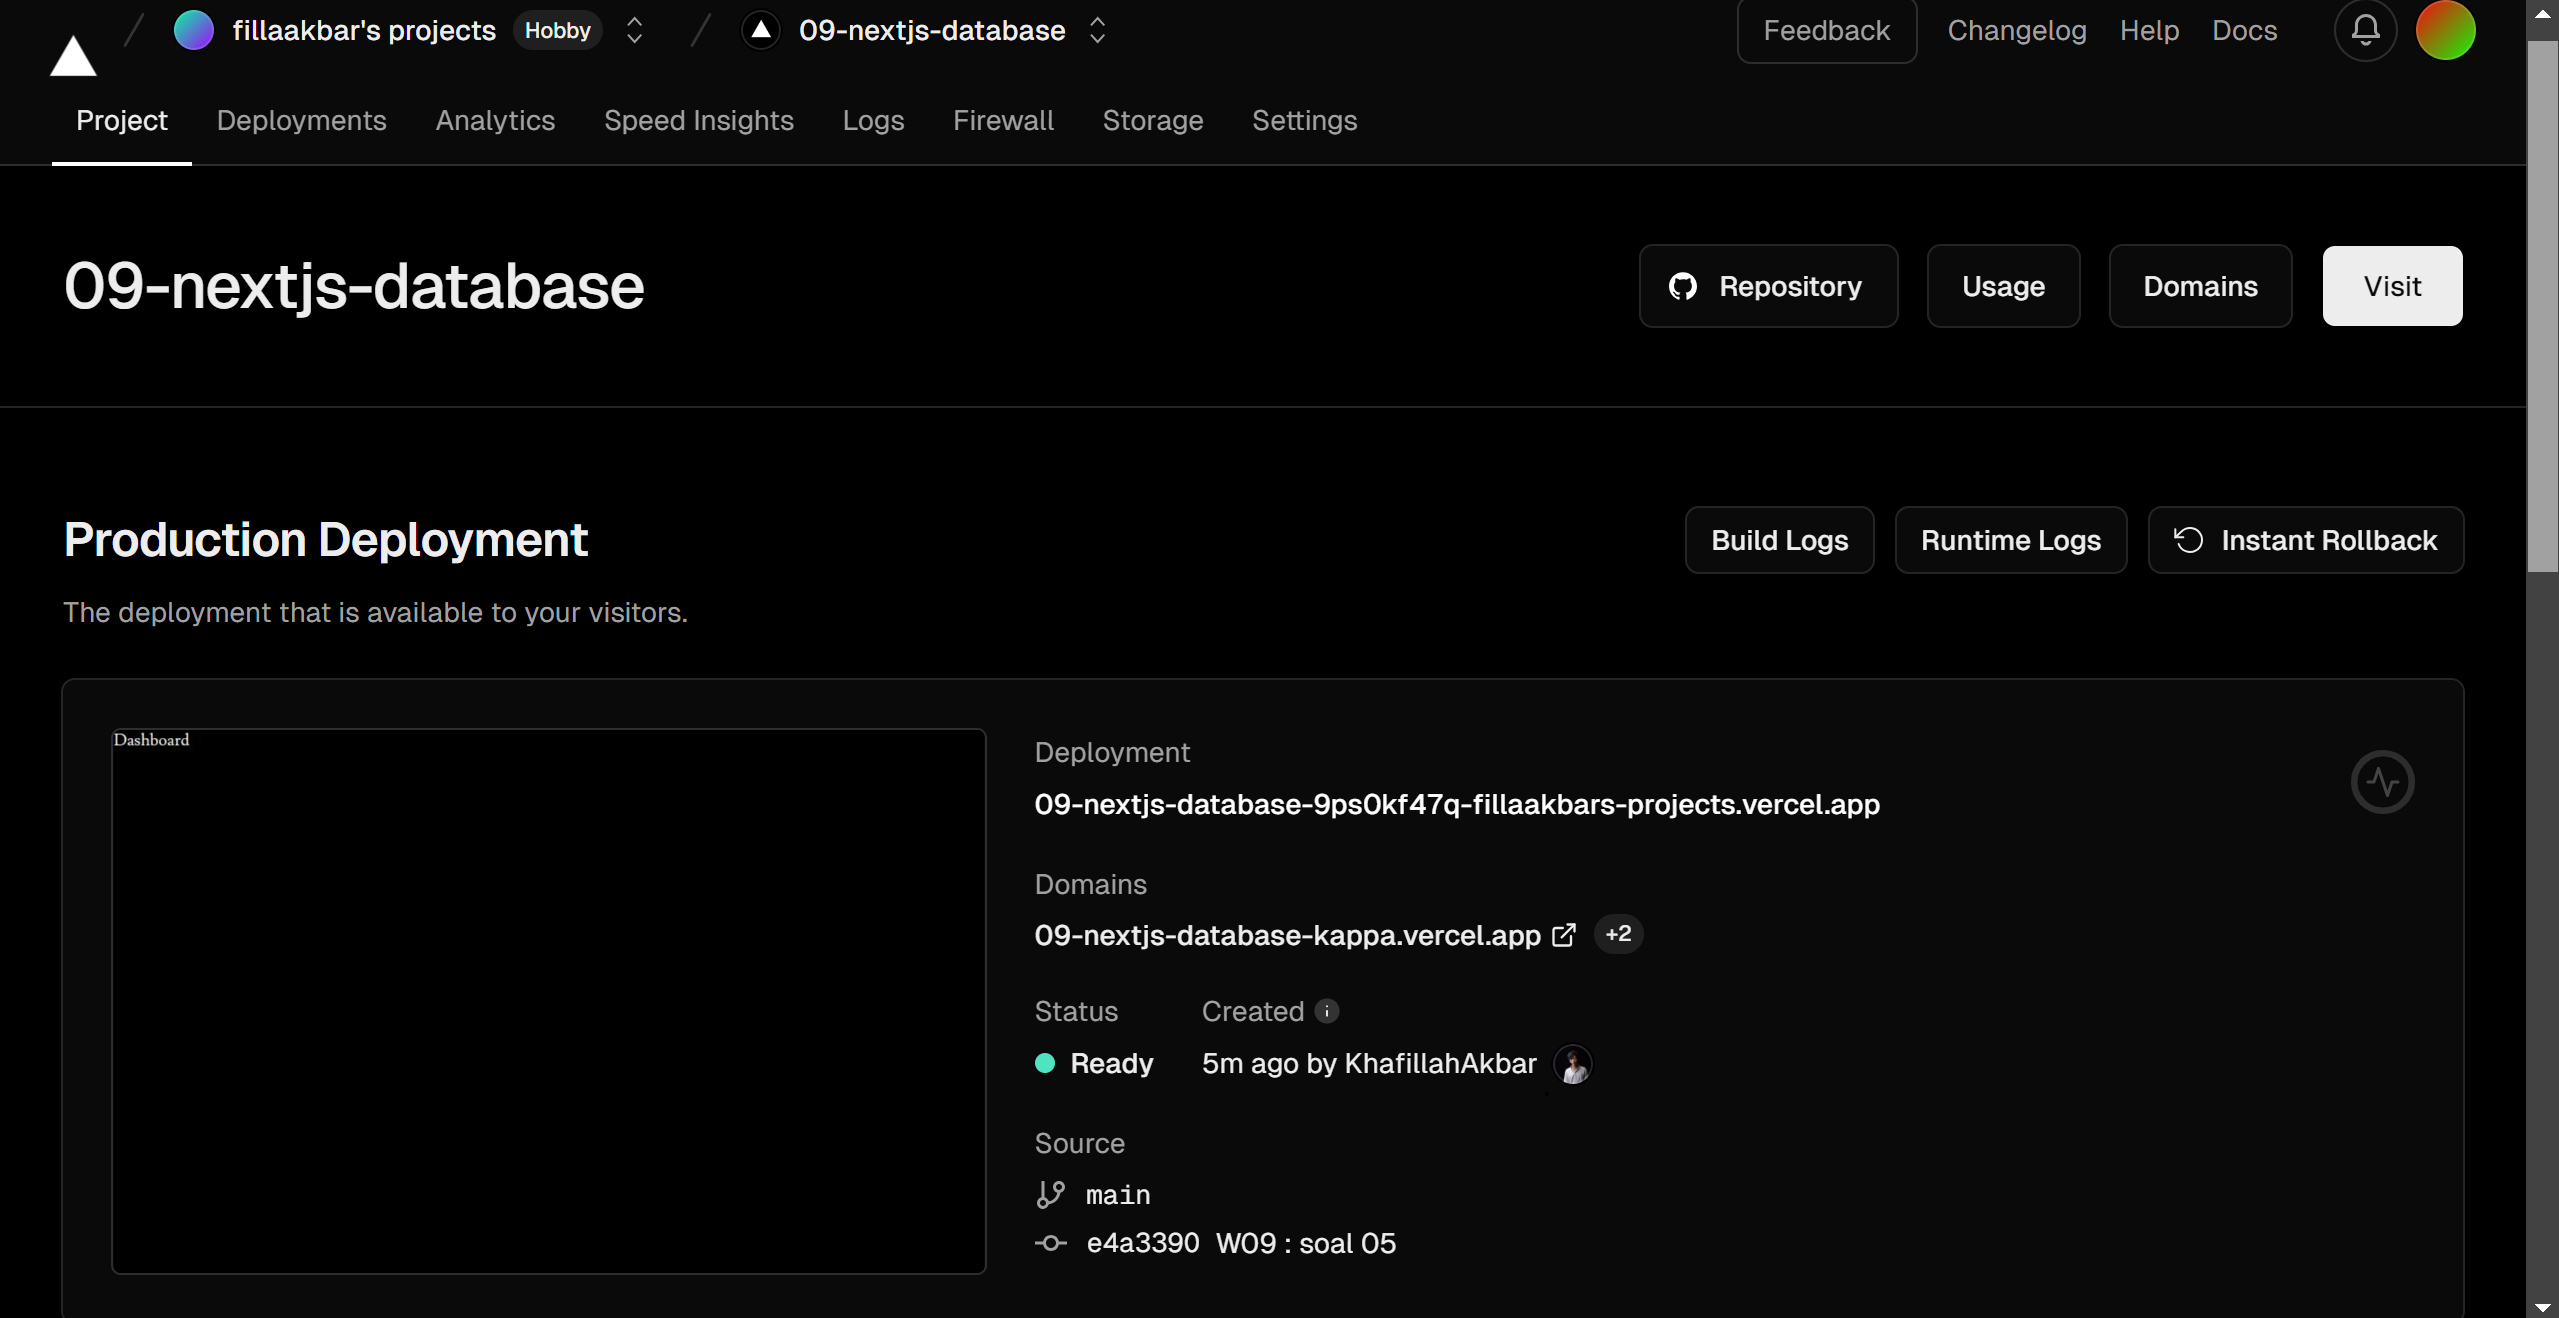 fillaakbar's projects Hobby 09-nextjs-database Feedback Changelog Help Docs
Project Deployments Analytics Speed Insights Logs Firewall Storage Settings
09-nextjs-database Repository Usage Domains Visit
Production Deployment Build Logs Runtime Logs Instant Rollback
The deployment that is available to your visitors.
Dashboard
Deployment
09-nextjs-database-9ps0kf47q-fillaakbars-projects.vercel.app
Domains
09-nextjs-database-kappa.vercel.app +2
Status Created
Ready 5m ago by KhafillahAkbar
Source
main
e4a3390 W09 : soal 05